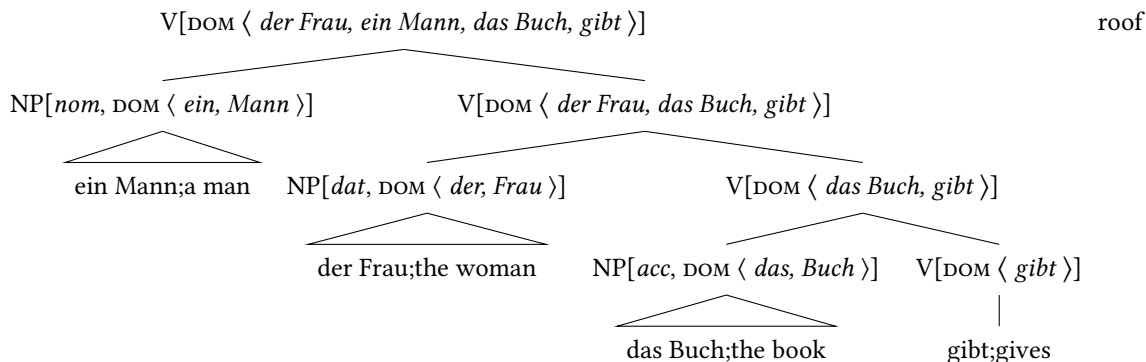 V[DOM ⟨ der Frau, ein Mann, das Buch, gibt ⟩] roof
NP[nom, DOM ⟨ ein, Mann ⟩] V[DOM ⟨ der Frau, das Buch, gibt ⟩]
ein Mann;a man NP[dat, DOM ⟨ der, Frau ⟩] V[DOM ⟨ das Buch, gibt ⟩]
der Frau;the woman NP[acc, DOM ⟨ das, Buch ⟩] V[DOM ⟨ gibt ⟩]
das Buch;the book gibt;gives